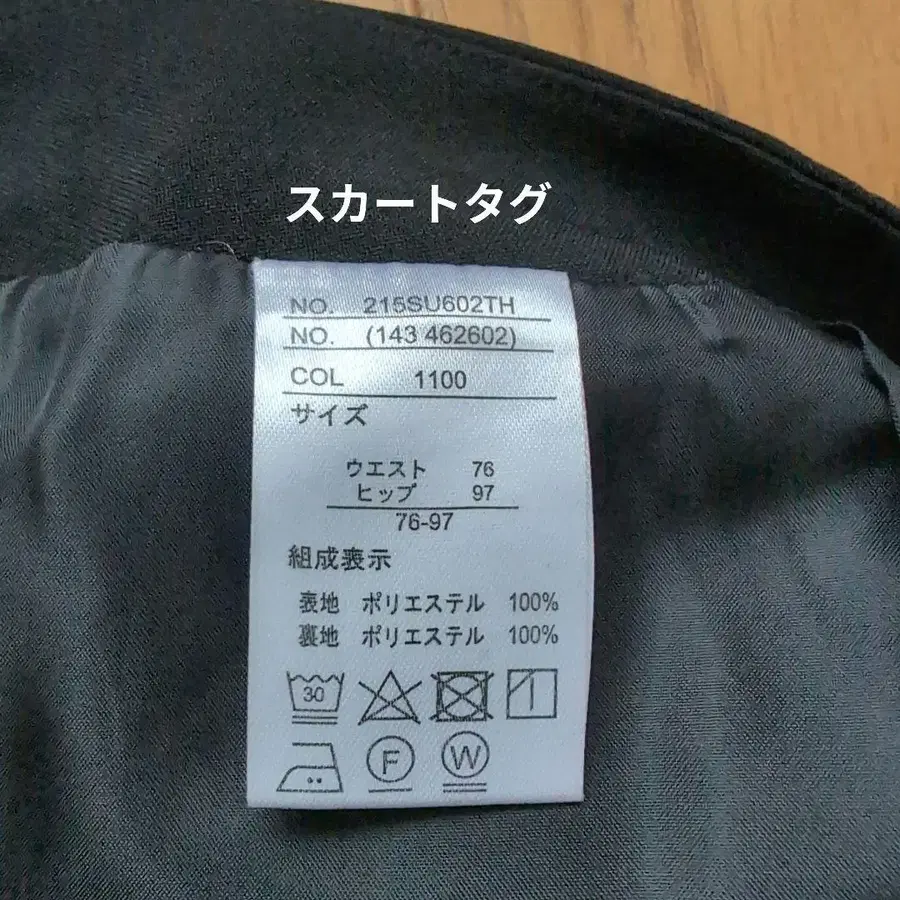 スカートタグ
NO. 215SU602TH
NO. (143 462602)
COL 1100
サイズ
ウエスト 76
ヒップ 97
76-97
組成表示
表地 ポリエステル 100%
裏地 ポリエステル 100%
30
F W